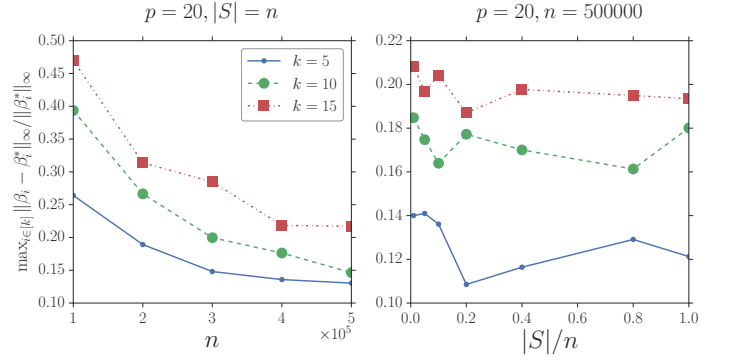 p = 20, |S| = n
max_{i∈[k]} ||β_i − β_i^*||_∞/||β_i^*||_∞
0.50
0.45
0.40
0.35
0.30
0.25
0.20
0.15
0.10
k = 5
k = 10
k = 15
1 2 3 4 5
×10^5
n
p = 20, n = 500000
0.22
0.20
0.18
0.16
0.14
0.12
0.10
0.0 0.2 0.4 0.6 0.8 1.0
|S|/n